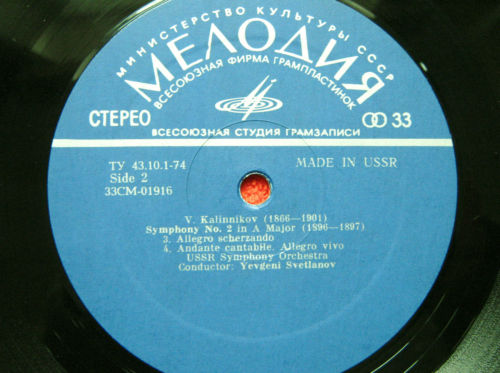 МИНИСТЕРСТВО КУЛЬТУРЫ СССР
МЕЛОДИЯ
ВСЕСОЮЗНАЯ ФИРМА ГРАМПЛАСТИНОК
СТЕРЕО
33
ВСЕСОЮЗНАЯ СТУДИЯ ГРАМЗАПИСИ
ТУ 43.10.1-74
MADE IN USSR
Side 2
33СМ-01916
V. Kalinnikov (1866—1901)
Symphony No. 2 in A Major (1896—1897)
3. Allegro scherzando
4. Andante cantabile. Allegro vivo
USSR Symphony Orchestra
Conductor: Yevgeni Svetlanov